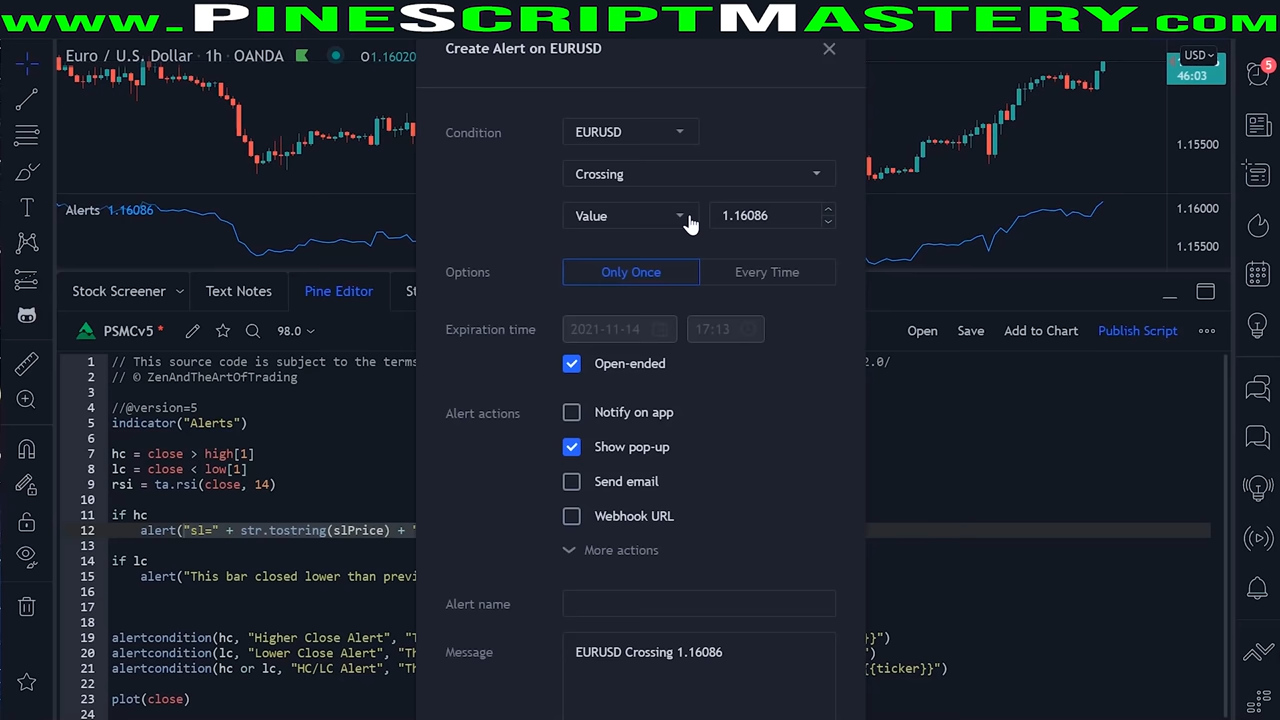 www.PineScriptMastery.com
Create Alert on EURUSD
Euro / U.S. Dollar · 1h · OANDA
O1.16020
USD
46:03
5
1.15500
Condition
EURUSD
Crossing
Value
1.16086
Alerts 1.16086
1.16000
1.15500
Options
Only Once
Every Time
Stock Screener
Text Notes
Pine Editor
St
Expiration time
2021-11-14
17:13
PSMCv5 *
98.0
Open
Save
Add to Chart
Publish Script
Open-ended
Alert actions
Notify on app
Show pop-up
Send email
Webhook URL
More actions
Alert name
Message
EURUSD Crossing 1.16086
1 // This source code is subject to the terms 2.0/
2 // © ZenAndTheArtOfTrading
3
4 //@version=5
5 indicator("Alerts")
6
7 hc = close > high[1]
8 lc = close < low[1]
9 rsi = ta.rsi(close, 14)
10
11 if hc
12 alert("sl=" + str.tostring(slPrice) + "
13
14 if lc
15 alert("This bar closed lower than previ
16
17
18
19 alertcondition(hc, "Higher Close Alert", "T }}")
20 alertcondition(lc, "Lower Close Alert", "Th }")
21 alertcondition(hc or lc, "HC/LC Alert", "Th {{ticker}}")
22
23 plot(close)
24